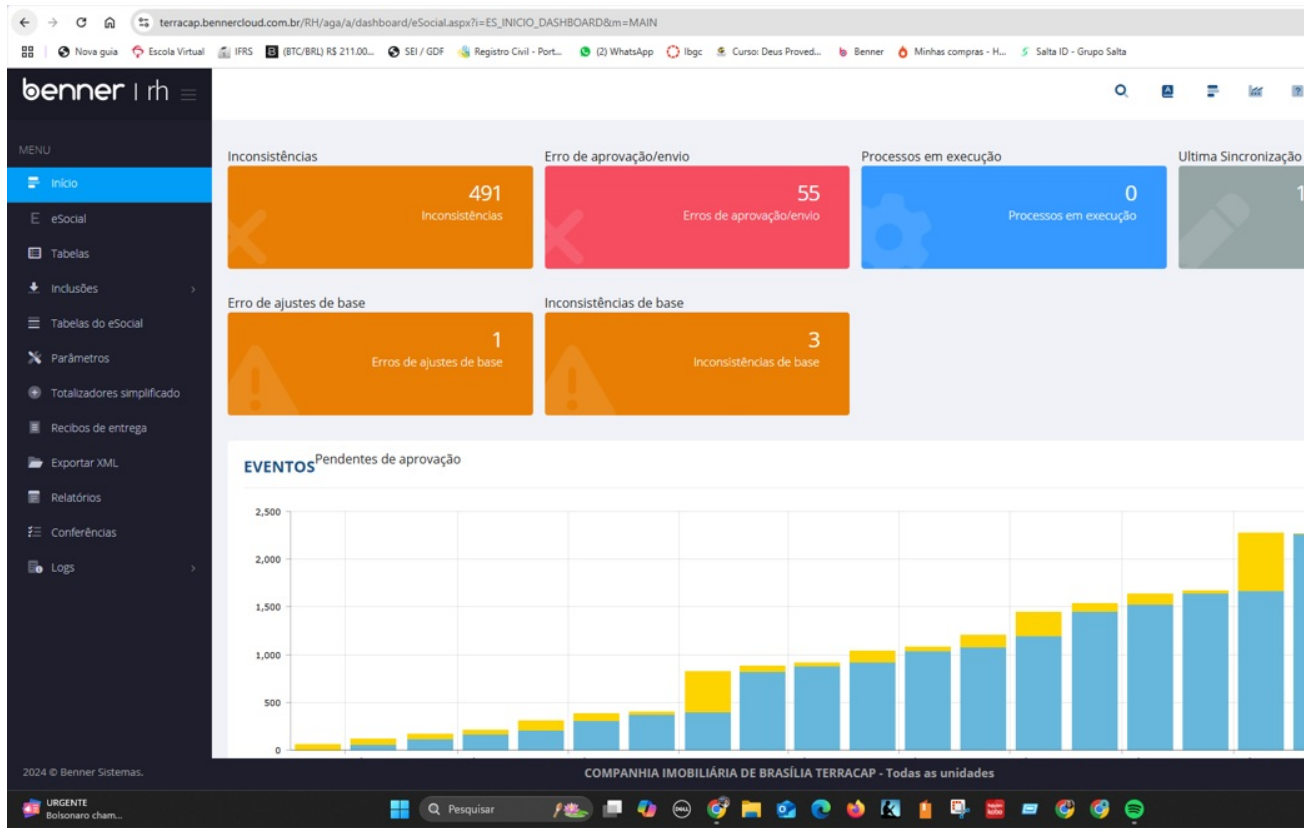 terracap.bennercloud.com.br/RH/aga/a/dashboard/eSocial.aspx?i=ES_INICIO_DASHBOARD&m=MAIN
Nova guia Escola Virtual IFRS (BTC/BRL) R$ 211.00... SEI / GDF Registro Civil - Port... (2) WhatsApp Ibgc Curso: Deus Proved... Benner Minhas compras - H... Salta ID - Grupo Salta
benner | rh
MENU
Início
eSocial
Tabelas
Inclusões
Tabelas do eSocial
Parâmetros
Totalizadores simplificado
Recibos de entrega
Exportar XML
Relatórios
Conferências
Logs
Inconsistências Erro de aprovação/envio Processos em execução Ultima Sincronização
491 55 0 1
Inconsistências Erros de aprovação/envio Processos em execução
Erro de ajustes de base Inconsistências de base
1 3
Erros de ajustes de base Inconsistências de base
EVENTOS Pendentes de aprovação
2,500
2,000
1,500
1,000
500
0
2024 © Benner Sistemas. COMPANHIA IMOBILIÁRIA DE BRASÍLIA TERRACAP - Todas as unidades
URGENTE
Bolsonaro cham...
Pesquisar
DELL